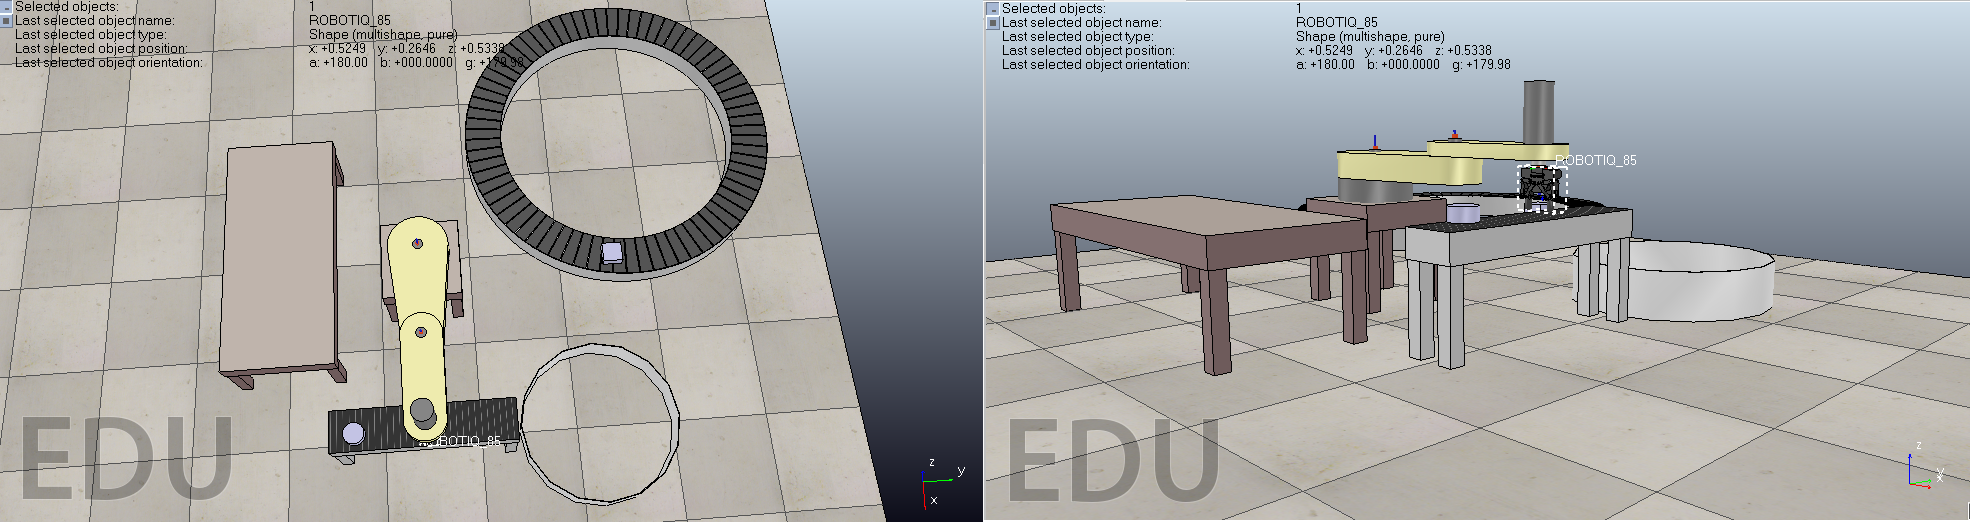 Selected objects: 1
Last selected object name: ROBOTIQ_85
Last selected object type: Shape (multishape, pure)
Last selected object position: x: +0.5249 y: +0.2646 z: +0.5338
Last selected object orientation: a: +180.00 b: +000.0000 g: +179.98
ROBOTIQ_85
EDU
z
y
x
Selected objects: 1
Last selected object name: ROBOTIQ_85
Last selected object type: Shape (multishape, pure)
Last selected object position: x: +0.5249 y: +0.2646 z: +0.5338
Last selected object orientation: a: +180.00 b: +000.0000 g: +179.98
ROBOTIQ_85
EDU
z
y
x